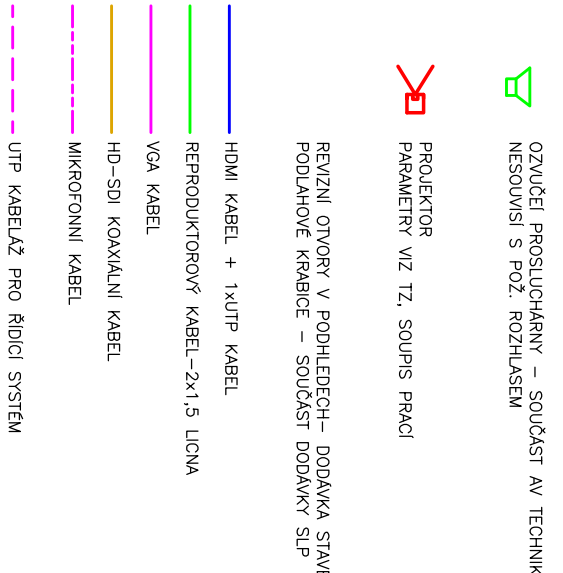 OZVUČEÍ PROSLUCHÁRNY – SOUČÁST AV TECHNIK
NESOUVISÍ S POŽ. ROZHLASEM
PROJEKTOR
PARAMETRY VIZ TZ, SOUPIS PRACÍ
REVIZNÍ OTVORY V PODHLEDECH– DODÁVKA STAVE
PODLAHOVÉ KRABICE – SOUČÁST DODÁVKY SLP
HDMI KABEL + 1xUTP KABEL
REPRODUKTOROVÝ KABEL–2x1,5 LICNA
VGA KABEL
HD–SDI KOAXIÁLNÍ KABEL
MIKROFONNÍ KABEL
UTP KABELÁŽ PRO ŘÍDÍCÍ SYSTÉM